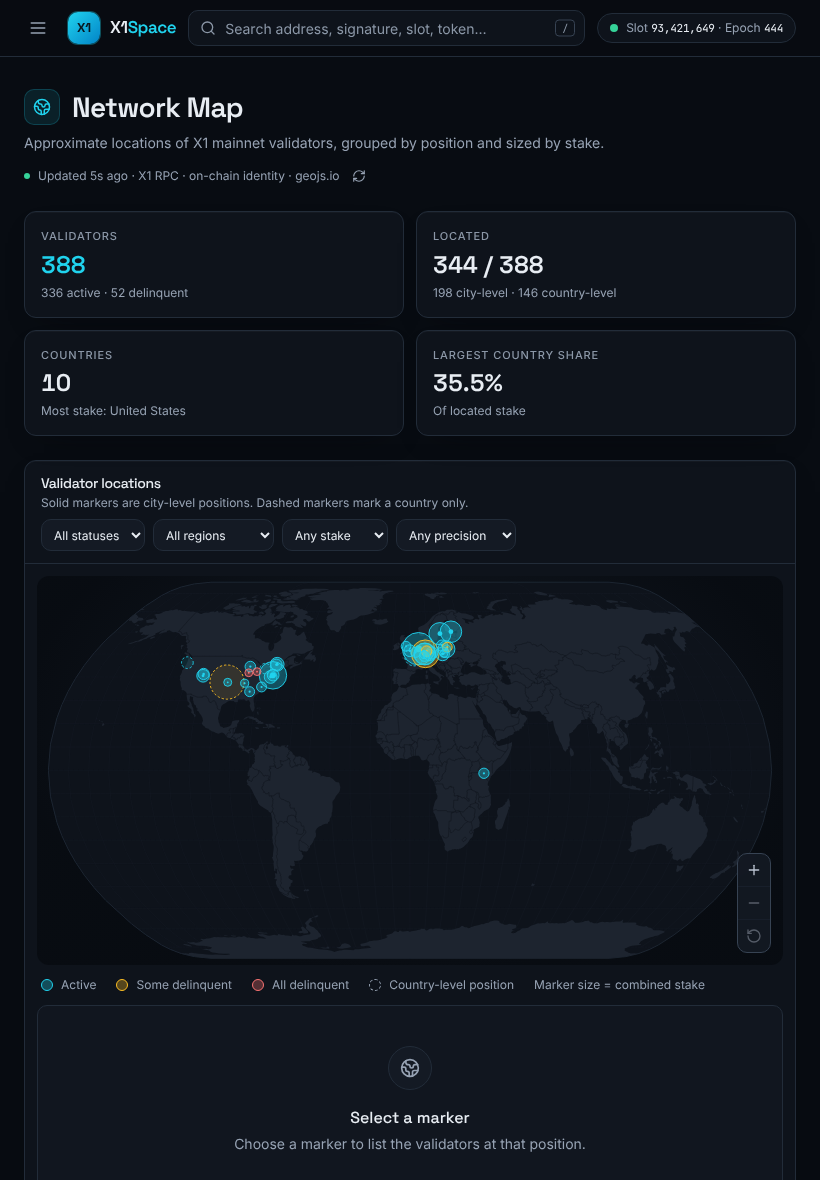 X1 X1Space Search address, signature, slot, token... / Slot 93,421,649 · Epoch 444
Network Map
Approximate locations of X1 mainnet validators, grouped by position and sized by stake.
Updated 5s ago · X1 RPC · on-chain identity · geojs.io
VALIDATORS
388
336 active · 52 delinquent
LOCATED
344 / 388
198 city-level · 146 country-level
COUNTRIES
10
Most stake: United States
LARGEST COUNTRY SHARE
35.5%
Of located stake
Validator locations
Solid markers are city-level positions. Dashed markers mark a country only.
All statuses All regions Any stake Any precision
+
−
Active Some delinquent All delinquent Country-level position Marker size = combined stake
Select a marker
Choose a marker to list the validators at that position.